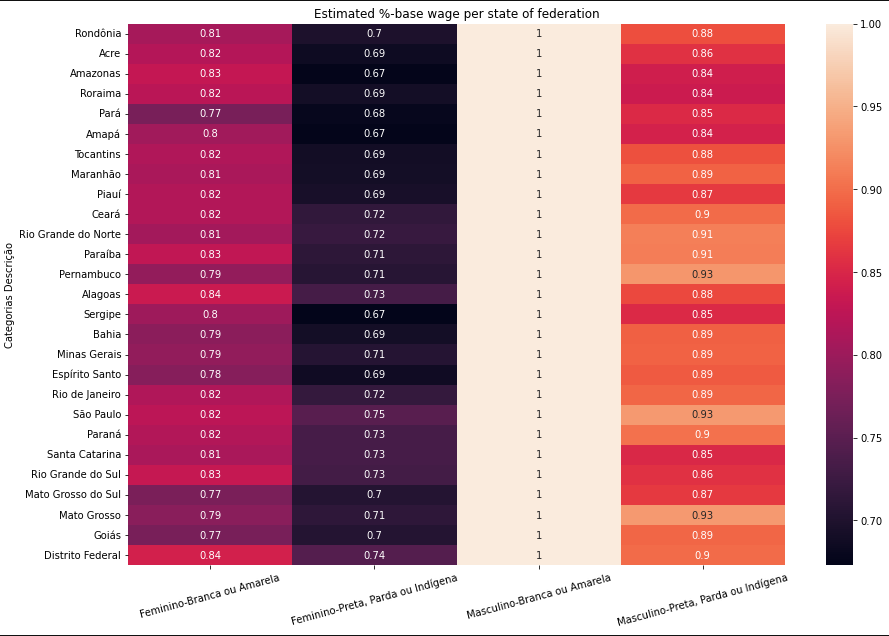 Estimated %-base wage per state of federation
Categorias Descrição
Rondônia 0.81 0.7 1 0.88
Acre 0.82 0.69 1 0.86
Amazonas 0.83 0.67 1 0.84
Roraima 0.82 0.69 1 0.84
Pará 0.77 0.68 1 0.85
Amapá 0.8 0.67 1 0.84
Tocantins 0.82 0.69 1 0.88
Maranhão 0.81 0.69 1 0.89
Piauí 0.82 0.69 1 0.87
Ceará 0.82 0.72 1 0.9
Rio Grande do Norte 0.81 0.72 1 0.91
Paraíba 0.83 0.71 1 0.91
Pernambuco 0.79 0.71 1 0.93
Alagoas 0.84 0.73 1 0.88
Sergipe 0.8 0.67 1 0.85
Bahia 0.79 0.69 1 0.89
Minas Gerais 0.79 0.71 1 0.89
Espírito Santo 0.78 0.69 1 0.89
Rio de Janeiro 0.82 0.72 1 0.89
São Paulo 0.82 0.75 1 0.93
Paraná 0.82 0.73 1 0.9
Santa Catarina 0.81 0.73 1 0.85
Rio Grande do Sul 0.83 0.73 1 0.86
Mato Grosso do Sul 0.77 0.7 1 0.87
Mato Grosso 0.79 0.71 1 0.93
Goiás 0.77 0.7 1 0.89
Distrito Federal 0.84 0.74 1 0.9
Feminino-Branca ou Amarela
Feminino-Preta, Parda ou Indígena
Masculino-Branca ou Amarela
Masculino-Preta, Parda ou Indígena
1.00
0.95
0.90
0.85
0.80
0.75
0.70